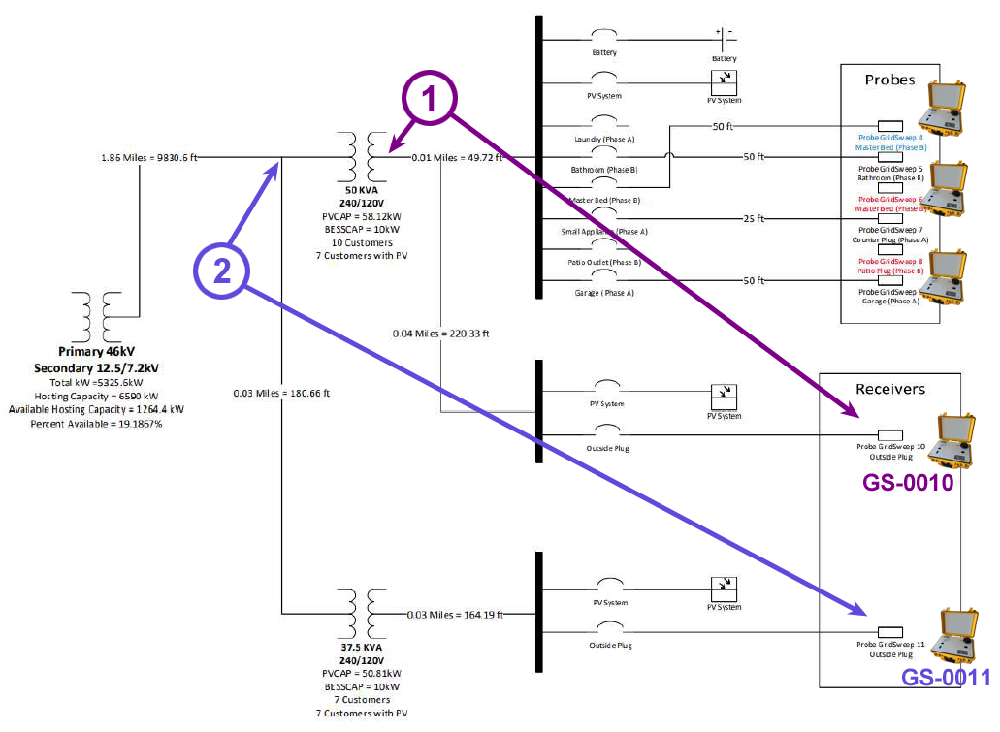 1
2
1.86 Miles = 9830.6 ft
Primary 46kV
Secondary 12.5/7.2kV
Total kW =5325.6kW
Hosting Capacity = 6590 kW
Available Hosting Capacity = 1264.4 kW
Percent Available = 19.1867%
50 KVA
240/120V
PVCAP = 58.12kW
BESSCAP = 10kW
10 Customers
7 Customers with PV
0.01 Miles = 49.72 ft
0.04 Miles = 220.33 ft
0.03 Miles = 180.66 ft
37.5 KVA
240/120V
PVCAP = 50.81kW
BESSCAP = 10kW
7 Customers
7 Customers with PV
0.03 Miles = 164.19 ft
Battery
+ -
Battery
PV System
PV System
Laundry (Phase A)
Bathroom (Phase B)
Master Bed (Phase B)
Small Appliance (Phase A)
Patio Outlet (Phase B)
Garage (Phase A)
50 ft
50 ft
25 ft
50 ft
Probes
Probe GridSweep 4
Master Bed (Phase B)
Probe GridSweep 5
Bathroom (Phase B)
Probe GridSweep 6
Master Bed (Phase B)
Probe GridSweep 7
Counter Plug (Phase A)
Probe GridSweep 8
Patio Plug (Phase B)
Probe GridSweep
Garage (Phase A)
PV System
PV System
Outside Plug
Receivers
Probe GridSweep 10
Outside Plug
GS-0010
PV System
PV System
Outside Plug
Probe GridSweep 11
Outside Plug
GS-0011